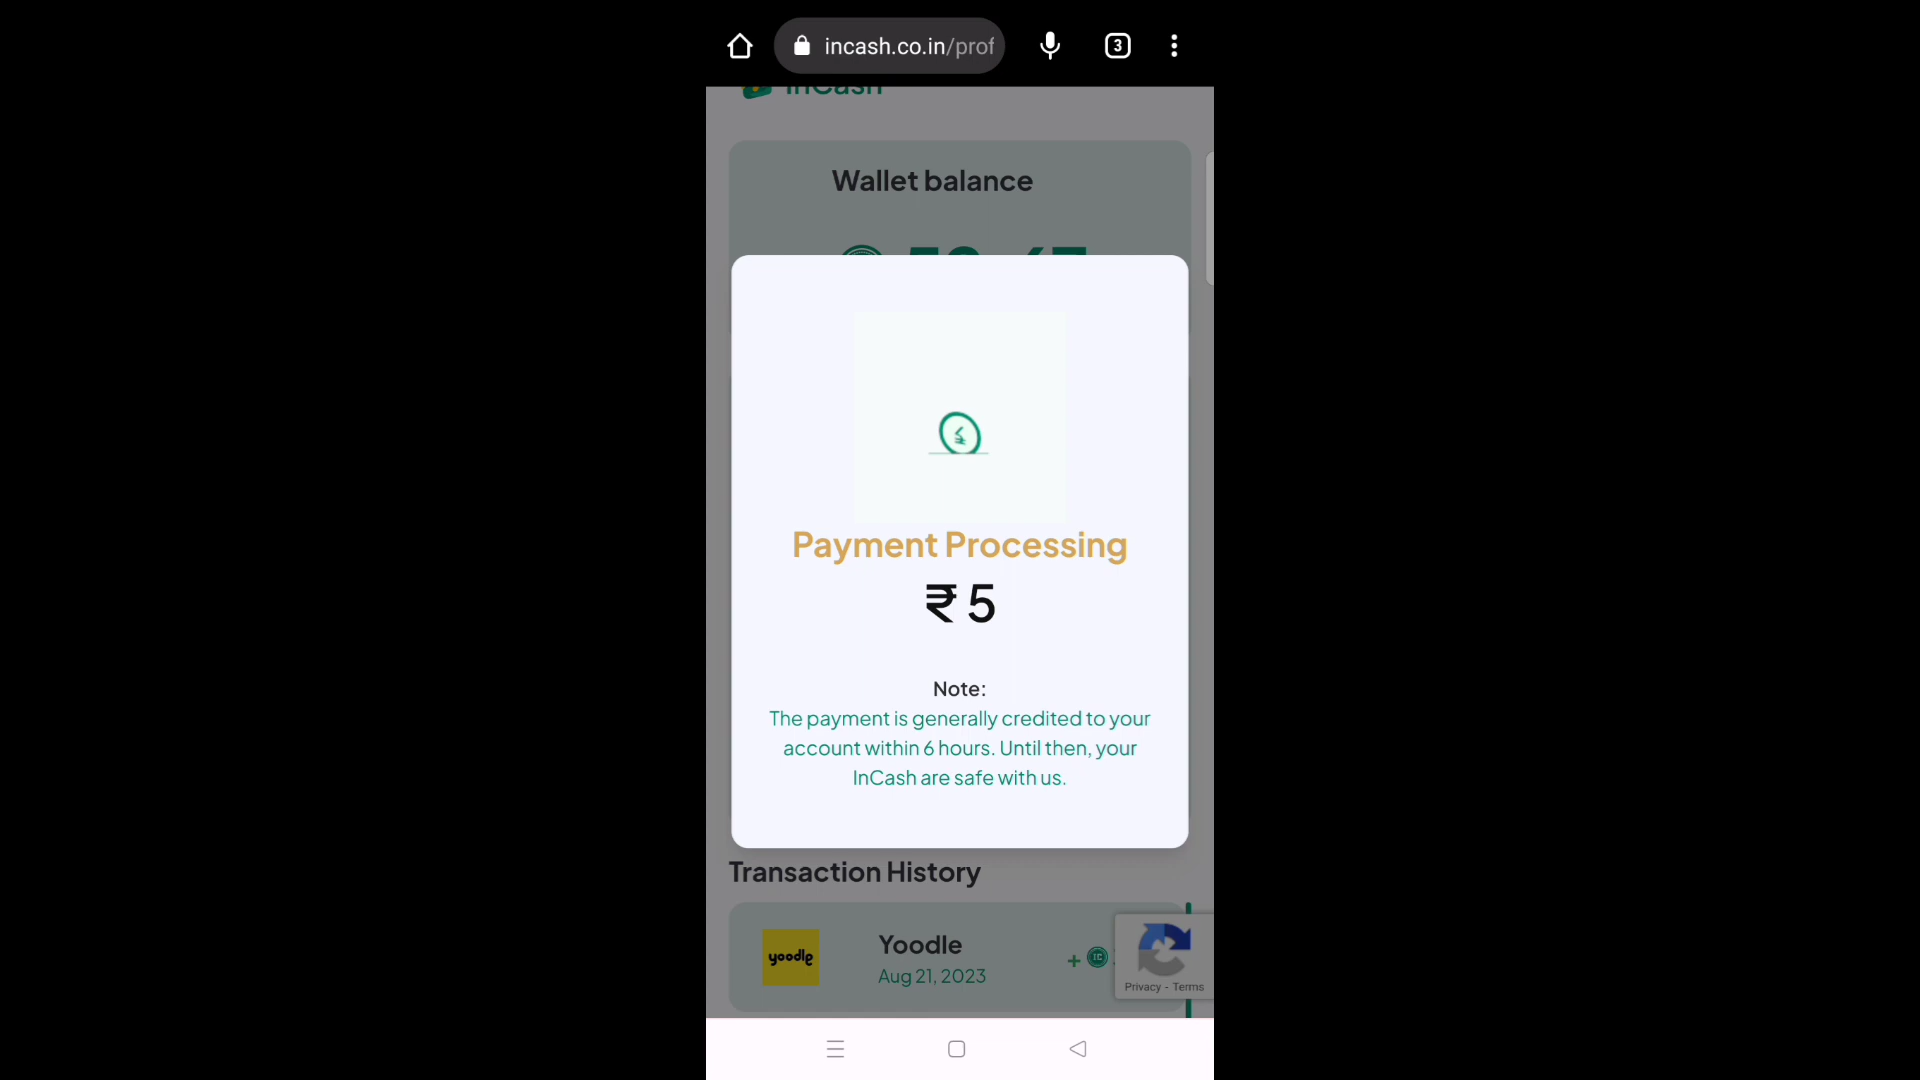 incash.co.in/prof
3
InCash
Wallet balance
Payment Processing
₹ 5
Note:
The payment is generally credited to your
account within 6 hours. Until then, your
InCash are safe with us.
Transaction History
yoodle
Yoodle
Aug 21, 2023
+ IC
Privacy - Terms